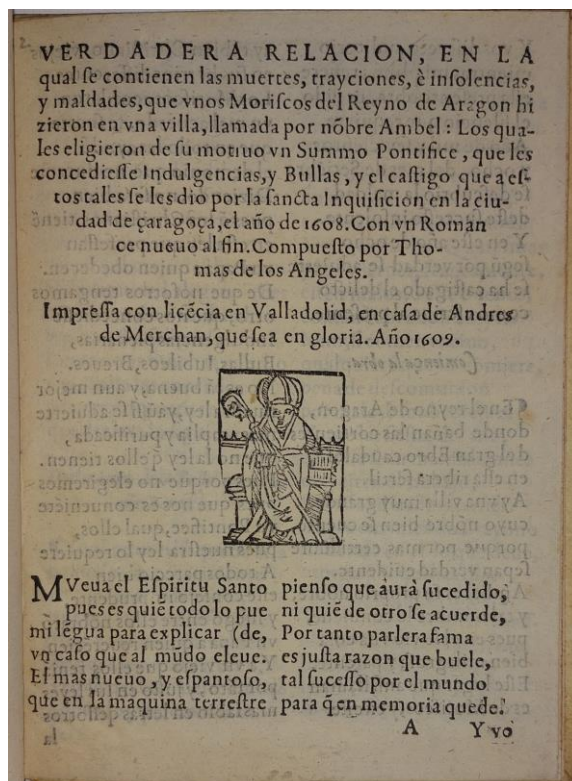 VERDADERA RELACION, EN LA
qual ſe contienen las muertes, trayciones, è inſolencias,
y maldades, que vnos Moriſcos del Reyno de Aragon hi
zieron en vna villa, llamada por nõbre Ambel: Los qua-
les eligieron de ſu motiuo vn Summo Pontifice, que les
concedieſſe Indulgencias, y Bullas, y el caſtigo que a eſ-
tos tales ſe les dio por la ſancta Inquiſicion en la ciu-
dad de çaragoça, el año de 1608. Con vn Roman
ce nueuo al fin. Compueſto por Tho-
mas de los Angeles.
Impreſſa con licẽcia en Valladolid, en caſa de Andres
de Merchan, que ſea en gloria. Año 1609.
MVeua el Eſpiritu Santo
pues es quiẽ todo lo pue
mi lẽgua para explicar (de,
vn caſo que al mũdo eleue.
El mas nueuo, y eſpantoſo,
que en la maquina terreſtre
pienſo que aurà ſucedido,
ni quiẽ de otro ſe acuerde,
Por tanto parlera fama
es juſta razon que buele,
tal ſuceſſo por el mundo
para q̃ en memoria quede.
A Y vo